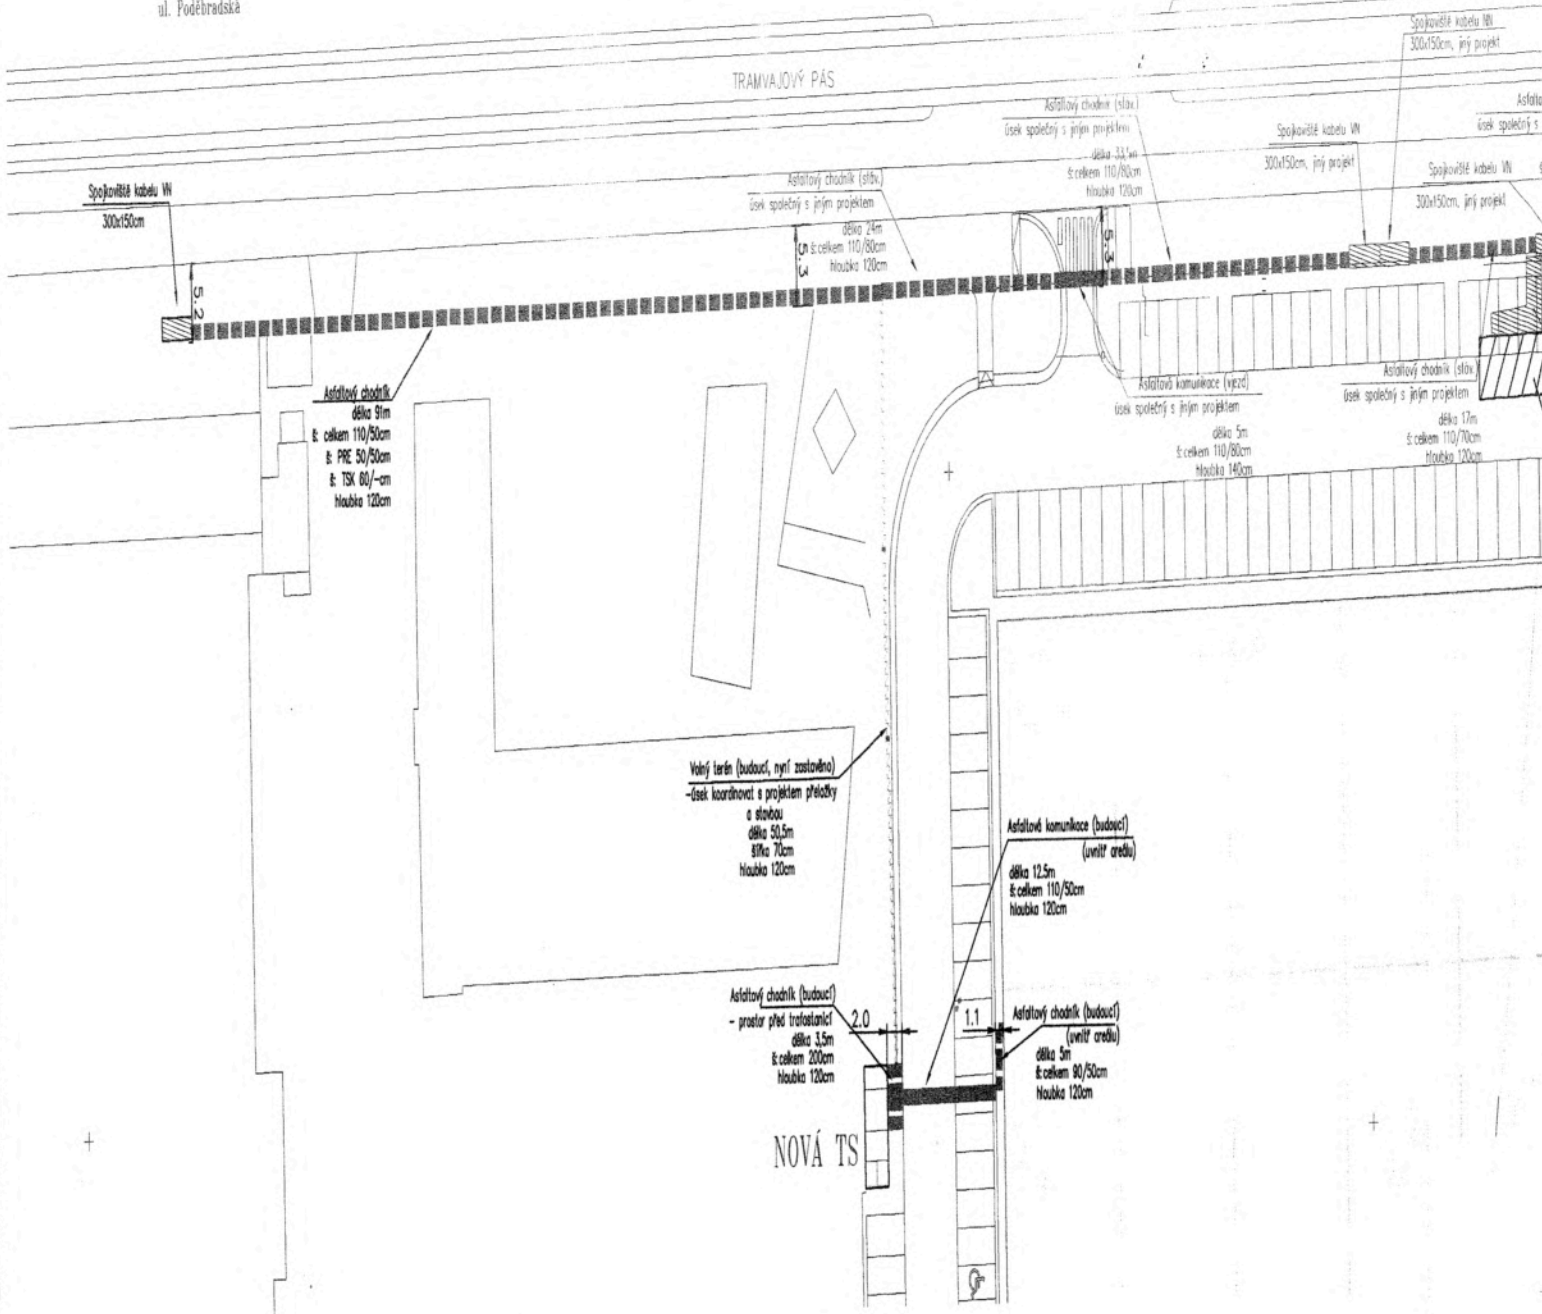 ul. Poděbradská
TRAMVAJOVÝ PÁS
Spojkoviště kabelu NN
300x150cm, jiný projekt
Asfaltový chodník (stáv.)
úsek společný s jiným projektem
délka 33,5m
š: celkem 110/80cm
hloubka 120cm
Spojkoviště kabelu VN
300x150cm, jiný projekt
úsek společný s
Spojkoviště kabelu VN
300x150cm, jiný projekt
Spojkoviště kabelu VN
300x150cm
Asfaltový chodník (stáv.)
úsek společný s jiným projektem
délka 24m
š: celkem 110/80cm
hloubka 120cm
5.2
5.3
5.3
Asfaltový chodník
délka 91m
š: celkem 110/50cm
š: PRE 50/50cm
š: TSK 60/-cm
hloubka 120cm
Asfaltová komunikace (vjezd)
úsek společný s jiným projektem
délka 5m
š: celkem 110/80cm
hloubka 140cm
Asfaltový chodník (stáv.)
úsek společný s jiným projektem
délka 17m
š: celkem 110/70cm
hloubka 120cm
Volný terén (budoucí, nyní zastavěno)
-úsek koordinovat s projektem přeložky
a stavbou
délka 50,5m
šířka 70cm
hloubka 120cm
Asfaltová komunikace (budoucí)
(uvnitř areálu)
délka 12.5m
š: celkem 110/50cm
hloubka 120cm
Asfaltový chodník (budoucí)
- prostor před trafostanicí
délka 3,5m
š: celkem 200cm
hloubka 120cm
2.0
1.1
Asfaltový chodník (budoucí)
(uvnitř areálu)
délka 5m
š: celkem 90/50cm
hloubka 120cm
NOVÁ TS